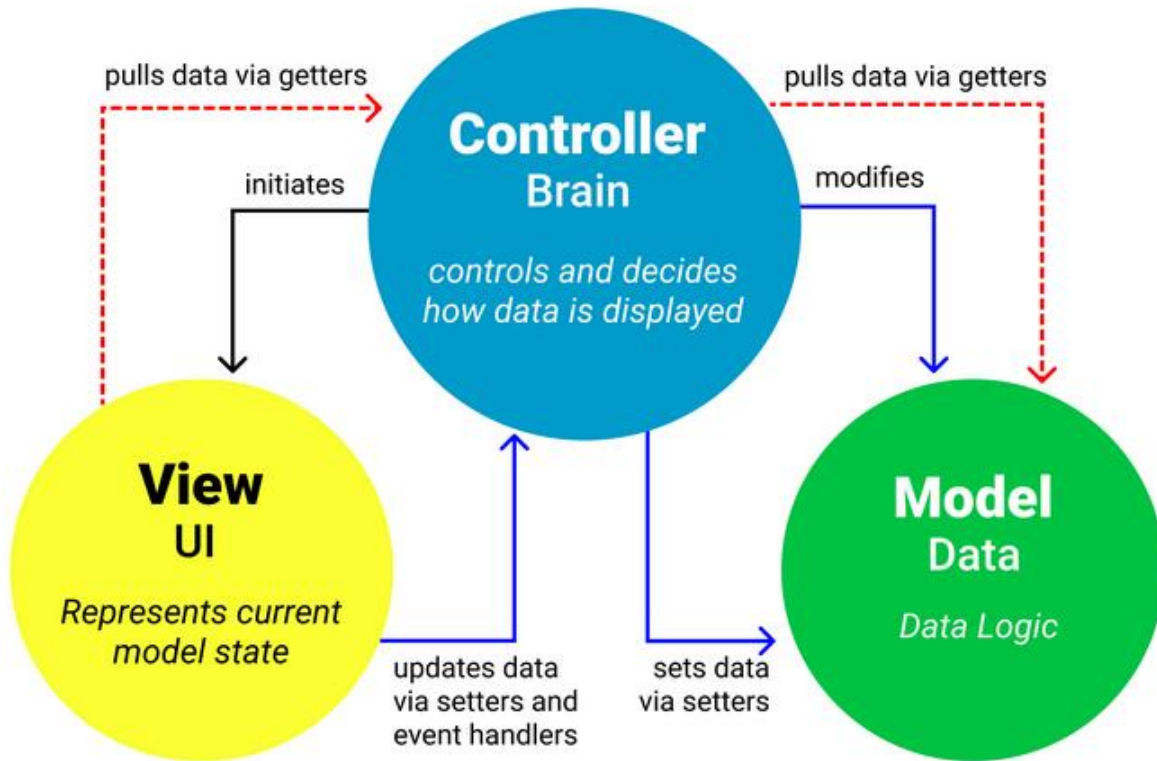 pulls data via getters
pulls data via getters
Controller
Brain
controls and decides
how data is displayed
initiates
modifies
View
UI
Represents current
model state
Model
Data
Data Logic
updates data
via setters and
event handlers
sets data
via setters